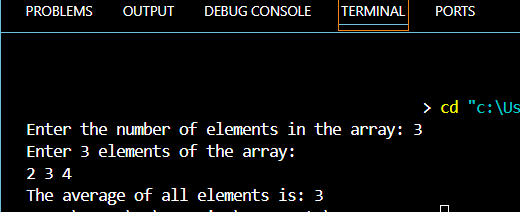 PROBLEMS OUTPUT DEBUG CONSOLE TERMINAL PORTS
> cd "c:\Us
Enter the number of elements in the array: 3
Enter 3 elements of the array:
2 3 4
The average of all elements is: 3